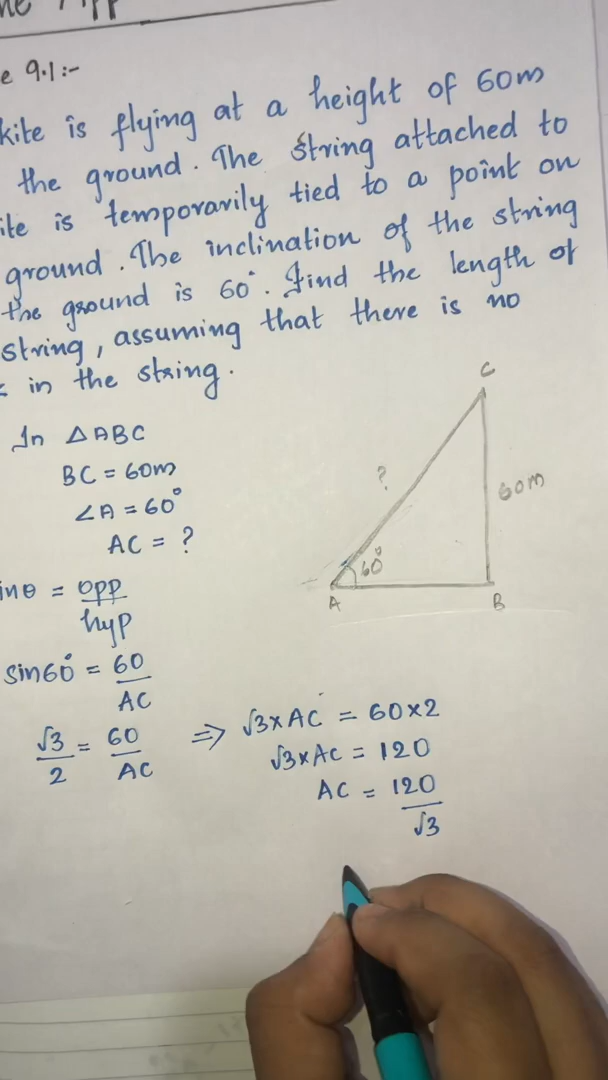 e 9.1:-
kite is flying at a height of 60m
the ground. The string attached to
ite is temporarily tied to a point on
ground. The inclination of the string
the ground is 60°. Find the length of
string, assuming that there is no
in the string.
In △ABC
BC = 60m
∠A = 60°
AC = ?
inθ = opp/hyp
sin60° = 60/AC
√3/2 = 60/AC ⇒ √3×AC = 60×2
√3×AC = 120
AC = 120/√3
C
?
60m
60°
A
B